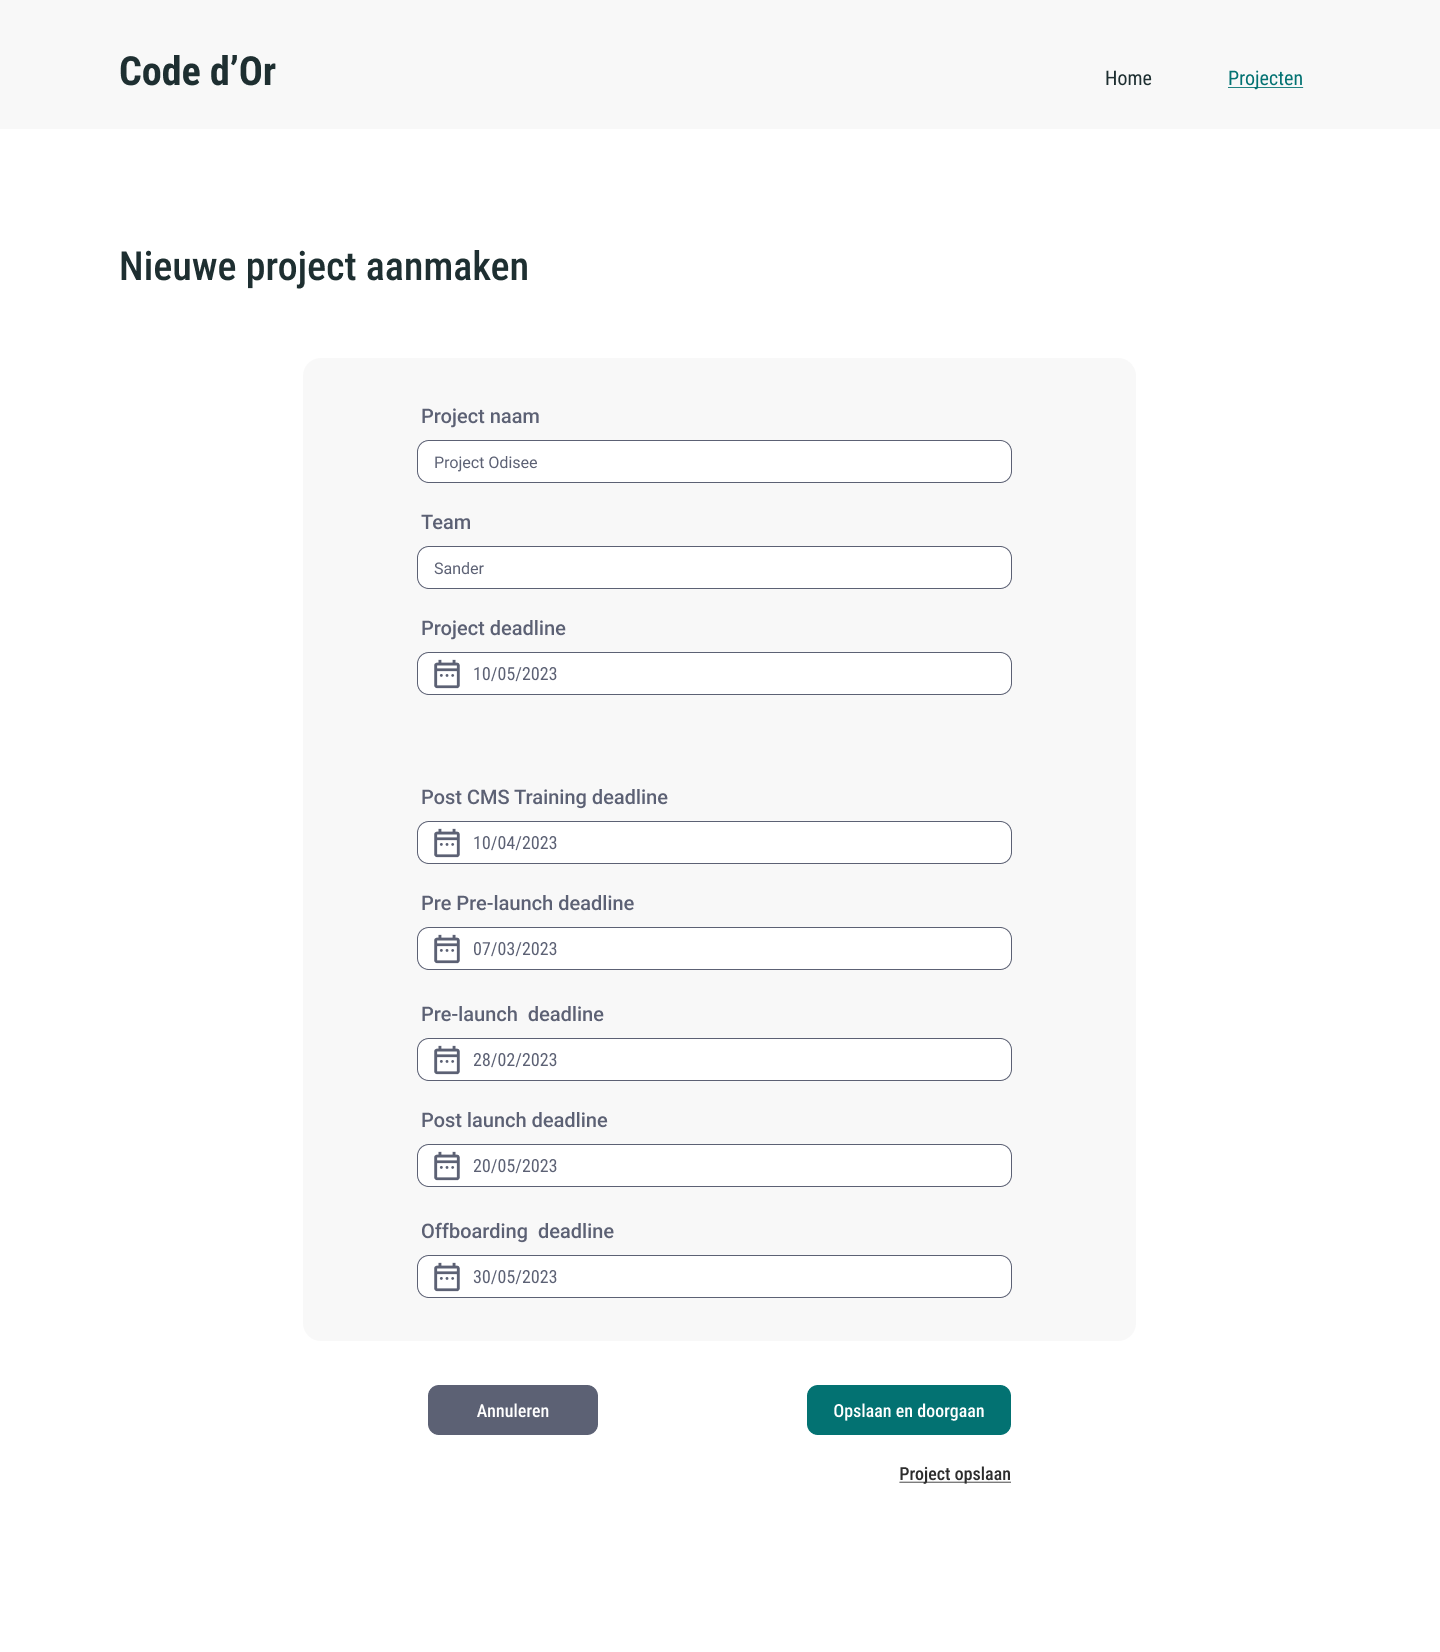 Code d’Or
Home
Projecten
Nieuwe project aanmaken
Project naam
Project Odisee
Team
Sander
Project deadline
10/05/2023
Post CMS Training deadline
10/04/2023
Pre Pre-launch deadline
07/03/2023
Pre-launch  deadline
28/02/2023
Post launch deadline
20/05/2023
Offboarding  deadline
30/05/2023
Annuleren
Opslaan en doorgaan
Project opslaan